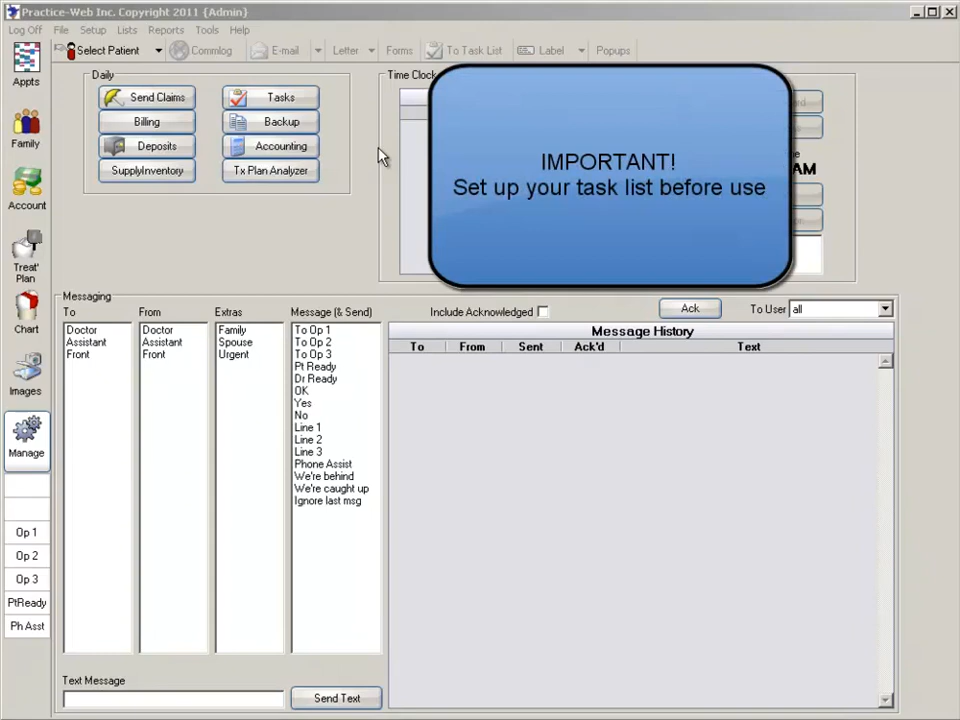 Practice-Web Inc. Copyright 2011 {Admin}
Log Off File Setup Lists Reports Tools Help
Select Patient Commlog E-mail Letter Forms To Task List Label Popups
Appts
Family
Account
Treat'
Plan
Chart
Images
Manage
Op 1
Op 2
Op 3
PtReady
Ph Asst
Daily
Send Claims Tasks
Billing Backup
Deposits Accounting
SupplyInventory Tx Plan Analyzer
Time Clock
AM
IMPORTANT!
Set up your task list before use
Messaging
To From Extras Message (& Send)
Doctor
Assistant
Front
Doctor
Assistant
Front
Family
Spouse
Urgent
To Op 1
To Op 2
To Op 3
Pt Ready
Dr Ready
OK
Yes
No
Line 1
Line 2
Line 3
Phone Assist
We're behind
We're caught up
Ignore last msg
Include Acknowledged Ack To User all
Message History
To From Sent Ack'd Text
Text Message
Send Text